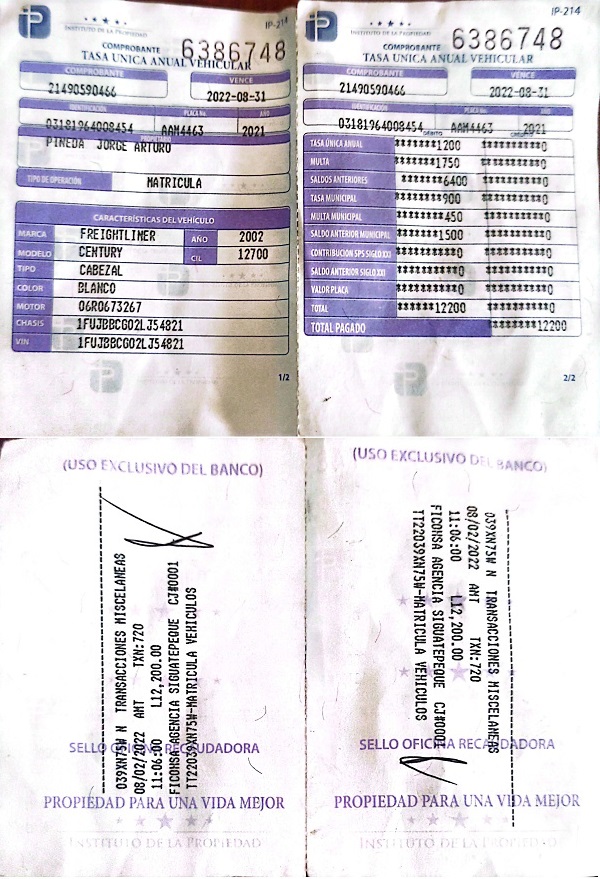 IP-214
iP
INSTITUTO DE LA PROPIEDAD
COMPROBANTE
6386748
TASA UNICA ANUAL VEHICULAR
COMPROBANTE VENCE
21490590466 2022-08-31
IDENTIFICACIÓN PLACA No. AÑO
03181964008454 AAM4463 2021
PINEDA JORGE ARTURO
TIPO DE OPERACIÓN MATRICULA
CARACTERÍSTICAS DEL VEHÍCULO
MARCA FREIGHTLINER AÑO 2002
MODELO CENTURY CIL 12700
TIPO CABEZAL
COLOR BLANCO
MOTOR 06R0673267
CHASIS 1FUJBBCG02LJ54821
VIN 1FUJBBCG02LJ54821
1/2
IP-214
iP
INSTITUTO DE LA PROPIEDAD
COMPROBANTE
6386748
TASA UNICA ANUAL VEHICULAR
COMPROBANTE VENCE
21490590466 2022-08-31
IDENTIFICACIÓN PLACA No. AÑO
03181964008454 AAM4463 2021
DÉBITO CRÉDITO
TASA ÚNICA ANUAL *******1200 **********0
MULTA *******1750 **********0
SALDOS ANTERIORES *******6400 **********0
TASA MUNICIPAL ********900 **********0
MULTA MUNICIPAL ********450 **********0
SALDO ANTERIOR MUNICIPAL *******1500 **********0
CONTRIBUCIÓN SPS SIGLO XXI **********0 **********0
SALDO ANTERIOR SIGLO XXI **********0 **********0
VALOR PLACA **********0 **********0
TOTAL ******12200 **********0
TOTAL PAGADO ******12200
2/2
(USO EXCLUSIVO DEL BANCO)
039XN75W N TRANSACCIONES MISCELANEAS
08/02/2022 AMT TXN:720
11:06:00 L12,200.00
FICOHSA AGENCIA SIGUATEPEQUE CJ#0001
TT22039XN75W-MATRICULA VEHICULOS
SELLO OFICINA RECAUDADORA
PROPIEDAD PARA UNA VIDA MEJOR
INSTITUTO DE LA PROPIEDAD
(USO EXCLUSIVO DEL BANCO)
039XN75W N TRANSACCIONES MISCELANEAS
08/02/2022 AMT TXN:720
11:06:00 L12,200.00
FICOHSA AGENCIA SIGUATEPEQUE CJ#0001
TT22039XN75W-MATRICULA VEHICULOS
SELLO OFICINA RECAUDADORA
PROPIEDAD PARA UNA VIDA MEJOR
INSTITUTO DE LA PROPIEDAD